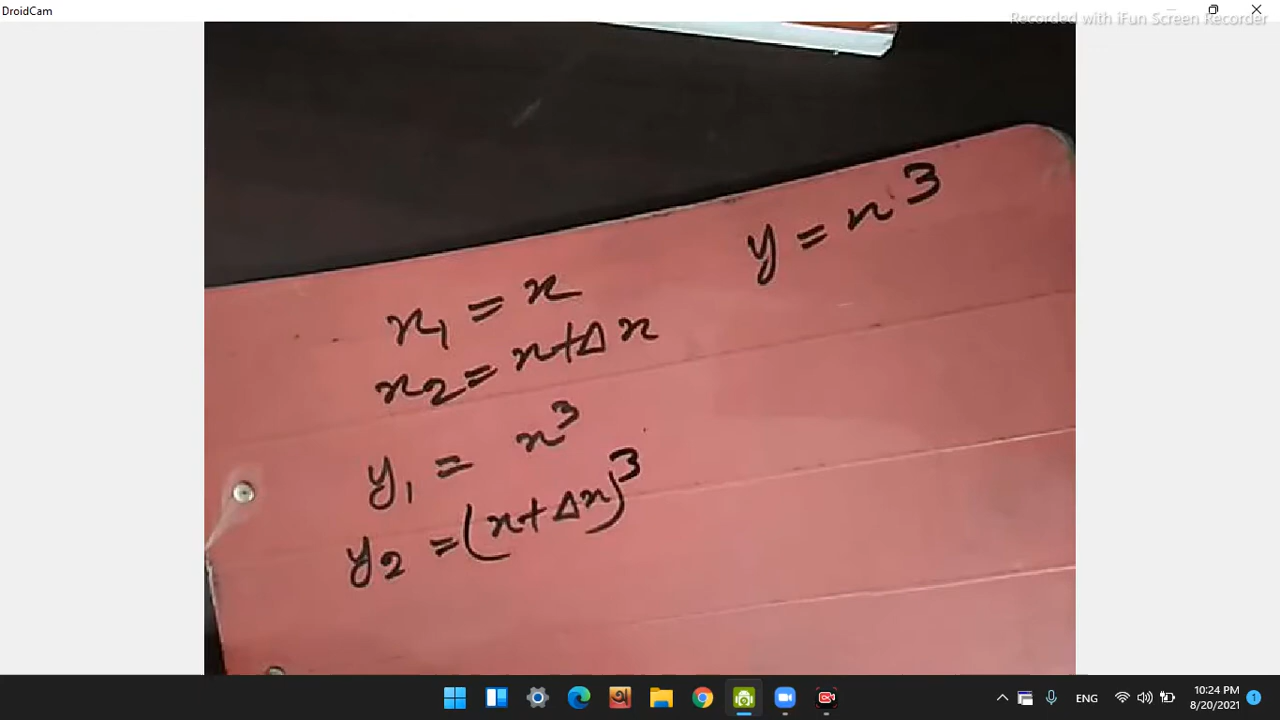 DroidCam
Recorded with iFun Screen Recorder
y = x³
x₁ = x
x₂ = x+Δx
y₁ = x³
y₂ = (x+Δx)³
অ
ENG
10:24 PM
8/20/2021
1